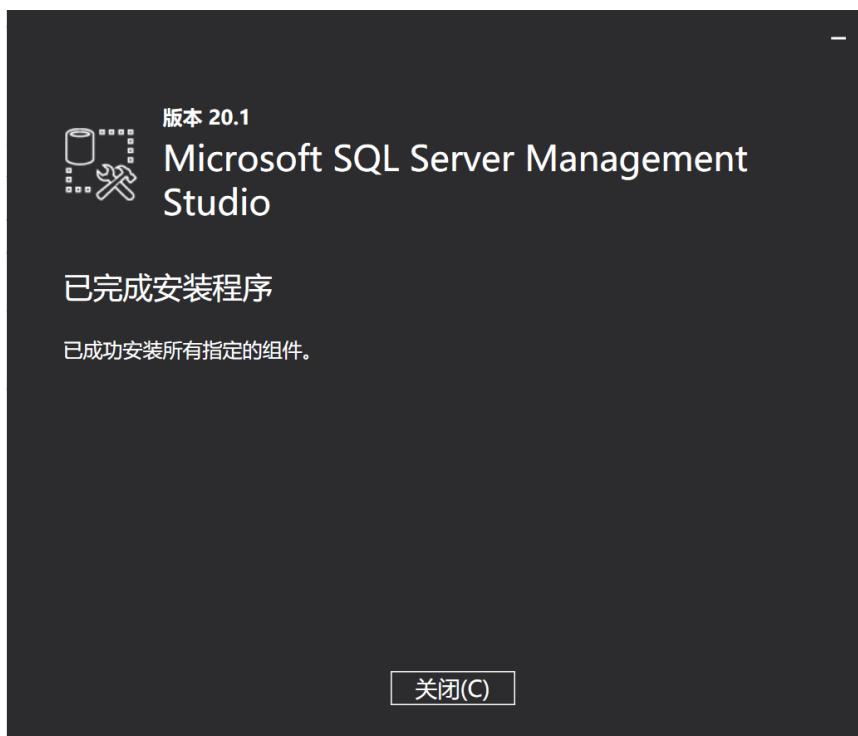 版本 20.1
Microsoft SQL Server Management
Studio
已完成安装程序
已成功安装所有指定的组件。
关闭(C)